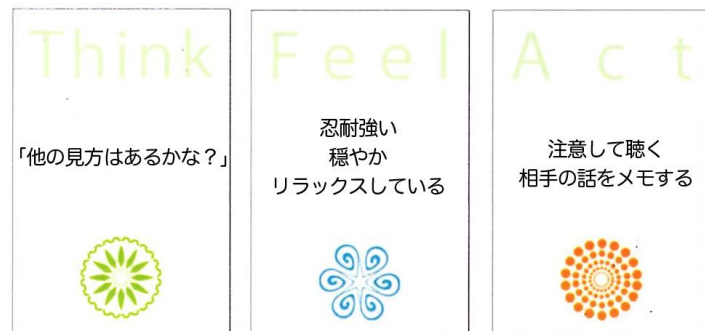 Think
「他の見方はあるかな？」
Feel
忍耐強い
穏やか
リラックスしている
Act
注意して聴く
相手の話をメモする